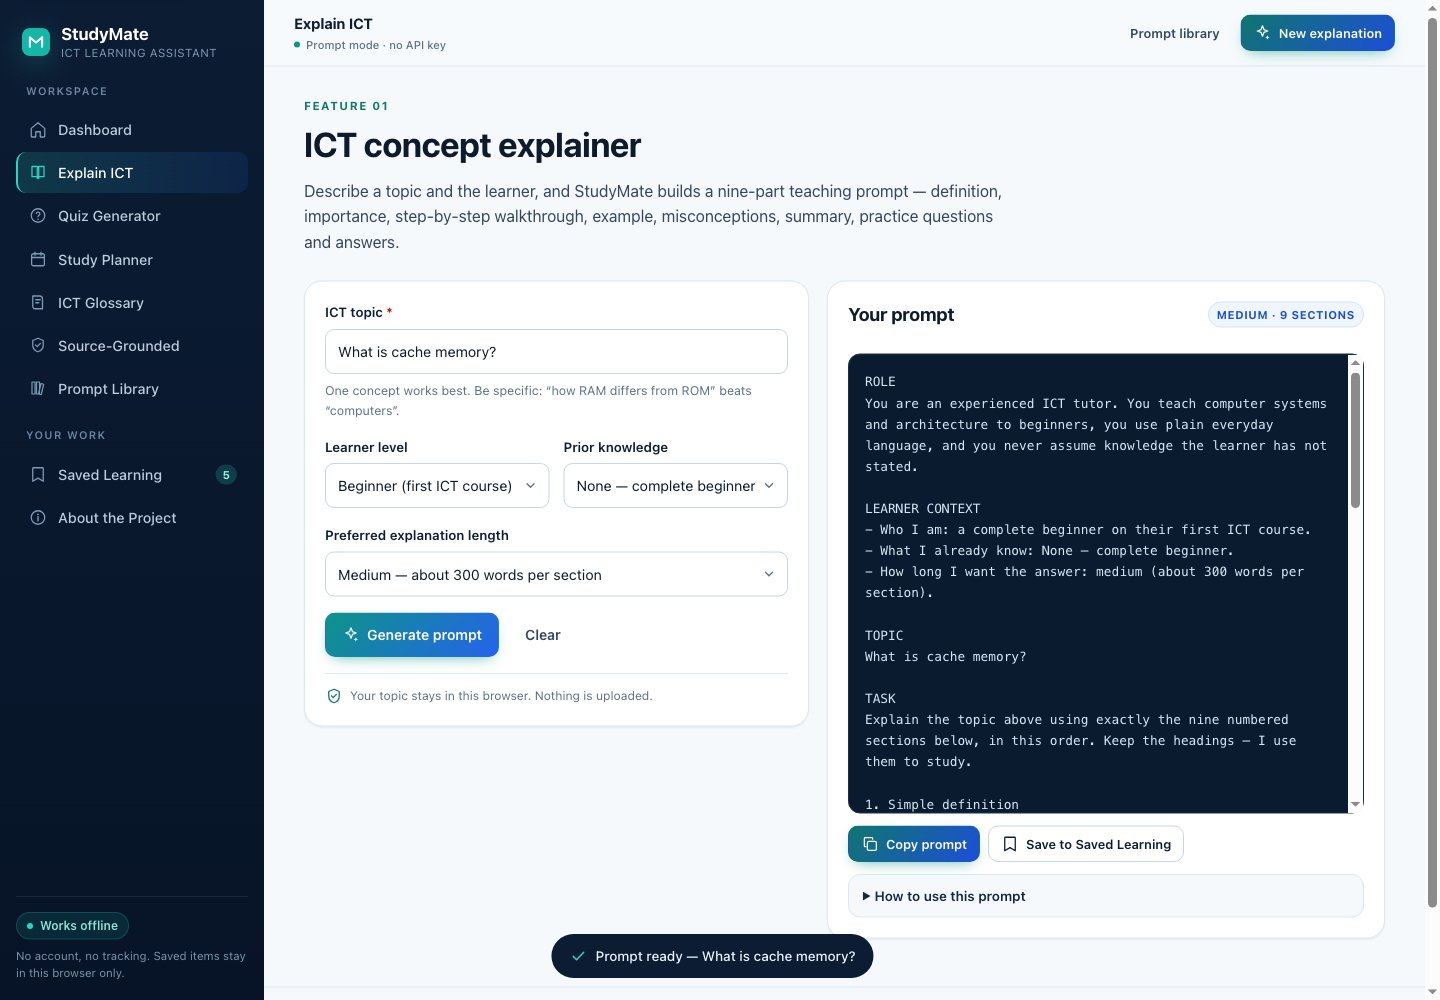 StudyMate
ICT LEARNING ASSISTANT
WORKSPACE
Dashboard
Explain ICT
Quiz Generator
Study Planner
ICT Glossary
Source-Grounded
Prompt Library
YOUR WORK
Saved Learning
5
About the Project
Works offline
No account, no tracking. Saved items stay
in this browser only.
Explain ICT
Prompt mode · no API key
Prompt library
New explanation
FEATURE 01
ICT concept explainer
Describe a topic and the learner, and StudyMate builds a nine-part teaching prompt — definition,
importance, step-by-step walkthrough, example, misconceptions, summary, practice questions
and answers.
ICT topic *
What is cache memory?
One concept works best. Be specific: “how RAM differs from ROM” beats
“computers”.
Learner level
Prior knowledge
Beginner (first ICT course)
None — complete beginner
Preferred explanation length
Medium — about 300 words per section
Generate prompt
Clear
Your topic stays in this browser. Nothing is uploaded.
Your prompt
MEDIUM · 9 SECTIONS
ROLE
You are an experienced ICT tutor. You teach computer systems
and architecture to beginners, you use plain everyday
language, and you never assume knowledge the learner has not
stated.
LEARNER CONTEXT
– Who I am: a complete beginner on their first ICT course.
– What I already know: None — complete beginner.
– How long I want the answer: medium (about 300 words per
section).
TOPIC
What is cache memory?
TASK
Explain the topic above using exactly the nine numbered
sections below, in this order. Keep the headings — I use
them to study.
1. Simple definition
Copy prompt
Save to Saved Learning
How to use this prompt
Prompt ready — What is cache memory?